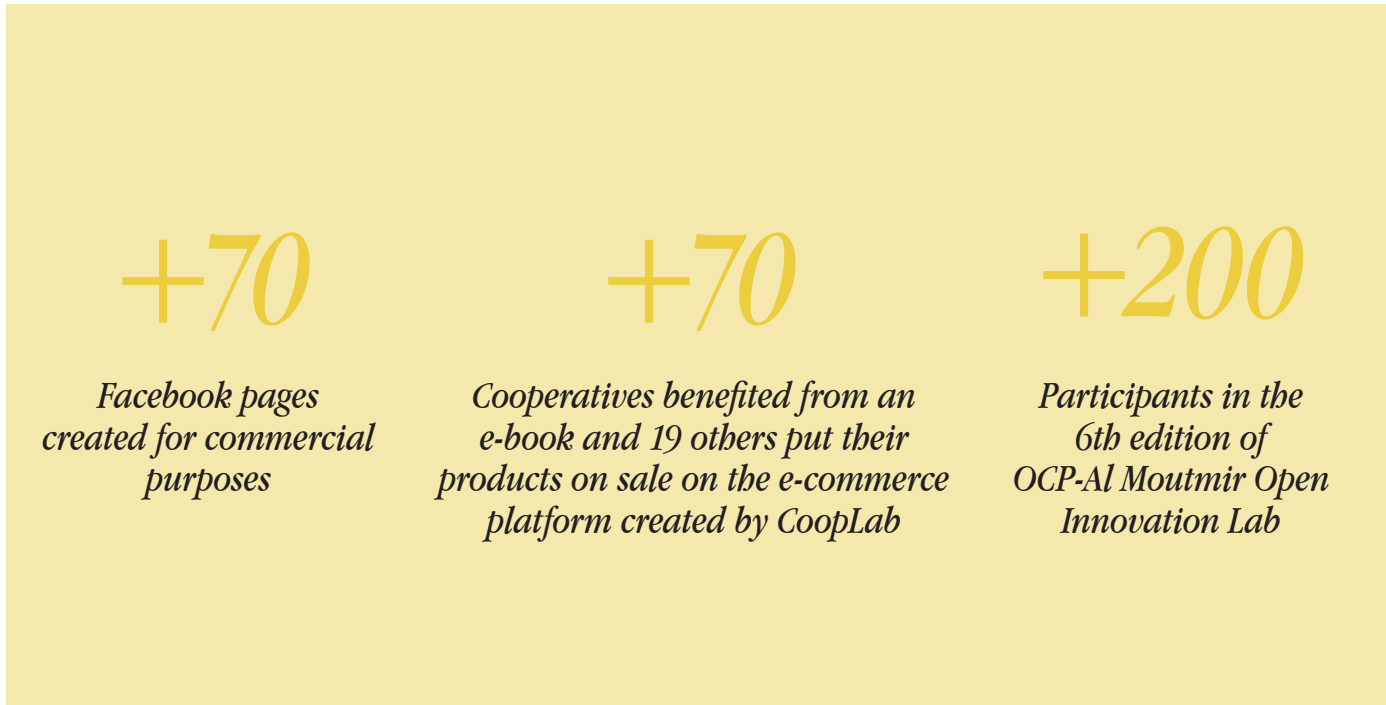 +70
Facebook pages
created for commercial
purposes
+70
Cooperatives benefited from an
e-book and 19 others put their
products on sale on the e-commerce
platform created by CoopLab
+200
Participants in the
6th edition of
OCP-Al Moutmir Open
Innovation Lab